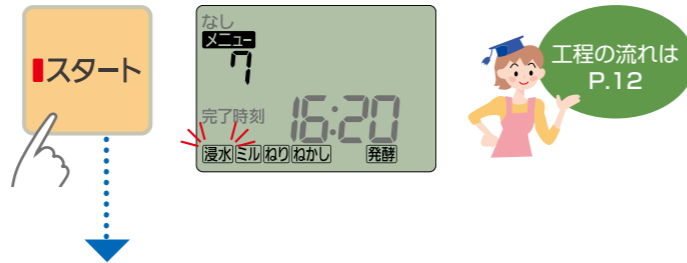 スタート
なし
メニュー
7
完了時刻
16:20
浸水 ミル ねり ねかし 発酵
工程の流れは
P.12